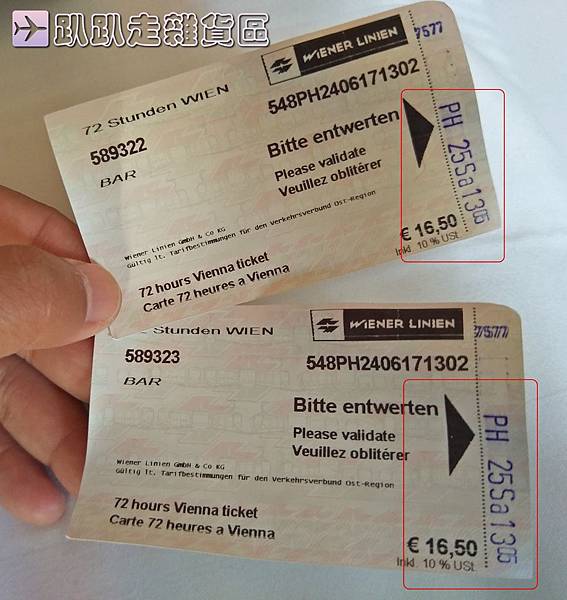 趴趴走雜貨區
WIENER LINIEN
7577
72 Stunden WIEN
548PH2406171302
589322
BAR
Bitte entwerten
Please validate
Veuillez oblitérer
PH 25Sa1305
Wiener Linien GmbH & Co KG
Gültig lt. Tarifbestimmungen für den Verkehrsverbund Ost-Region
€ 16,50
Inkl. 10 % USt.
72 hours Vienna ticket
Carte 72 heures a Vienna
Stunden WIEN
WIENER LINIEN
7577
589323
548PH2406171302
BAR
Bitte entwerten
Please validate
Veuillez oblitérer
PH 25Sa1305
Wiener Linien GmbH & Co KG
Gültig lt. Tarifbestimmungen für den Verkehrsverbund Ost-Region
72 hours Vienna ticket
Carte 72 heures a Vienna
€ 16,50
Inkl. 10 % USt.